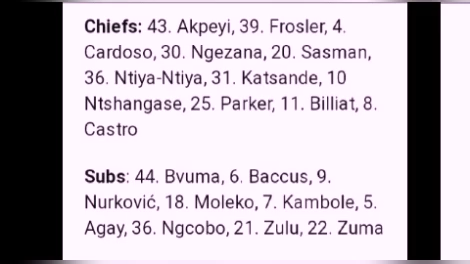 Chiefs: 43. Akpeyi, 39. Frosler, 4.
Cardoso, 30. Ngezana, 20. Sasman,
36. Ntiya-Ntiya, 31. Katsande, 10
Ntshangase, 25. Parker, 11. Billiat, 8.
Castro
Subs: 44. Bvuma, 6. Baccus, 9.
Nurković, 18. Moleko, 7. Kambole, 5.
Agay, 36. Ngcobo, 21. Zulu, 22. Zuma